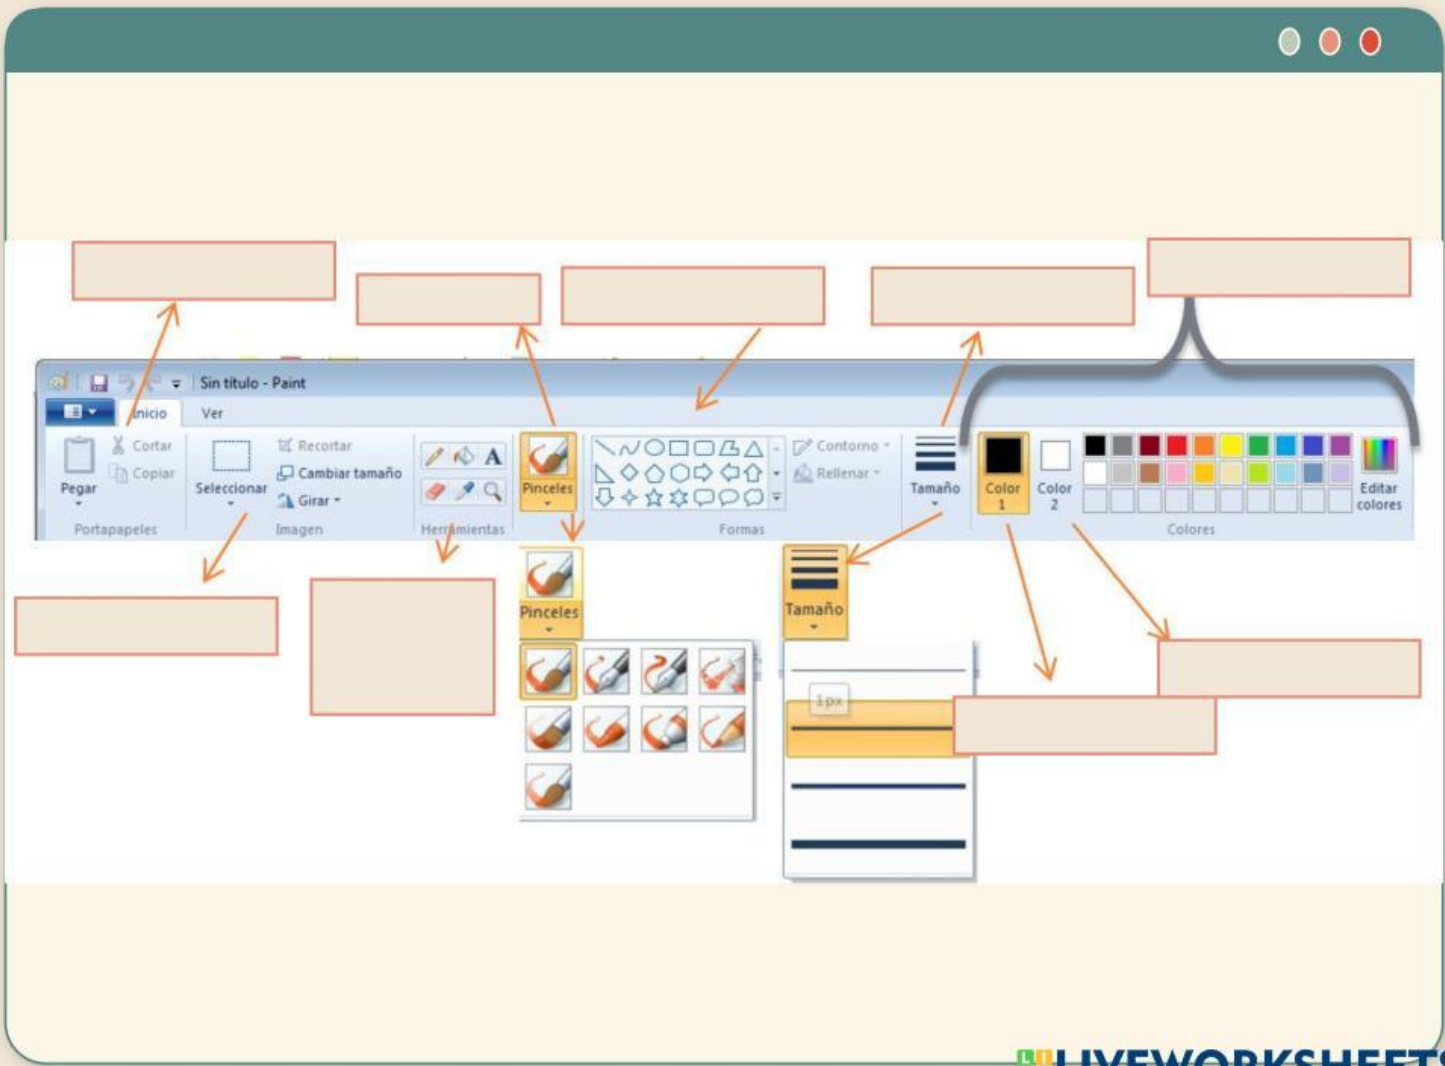 Sin título - Paint
Inicio Ver
Cortar
Copiar
Pegar
Portapapeles
Seleccionar
Recortar
Cambiar tamaño
Girar
Imagen
A
Herramientas
Pinceles
Contorno
Rellenar
Formas
Tamaño
Color
1
Color
2
Editar
colores
Colores
Pinceles
Tamaño
1px
LIVEWORKSHEETS